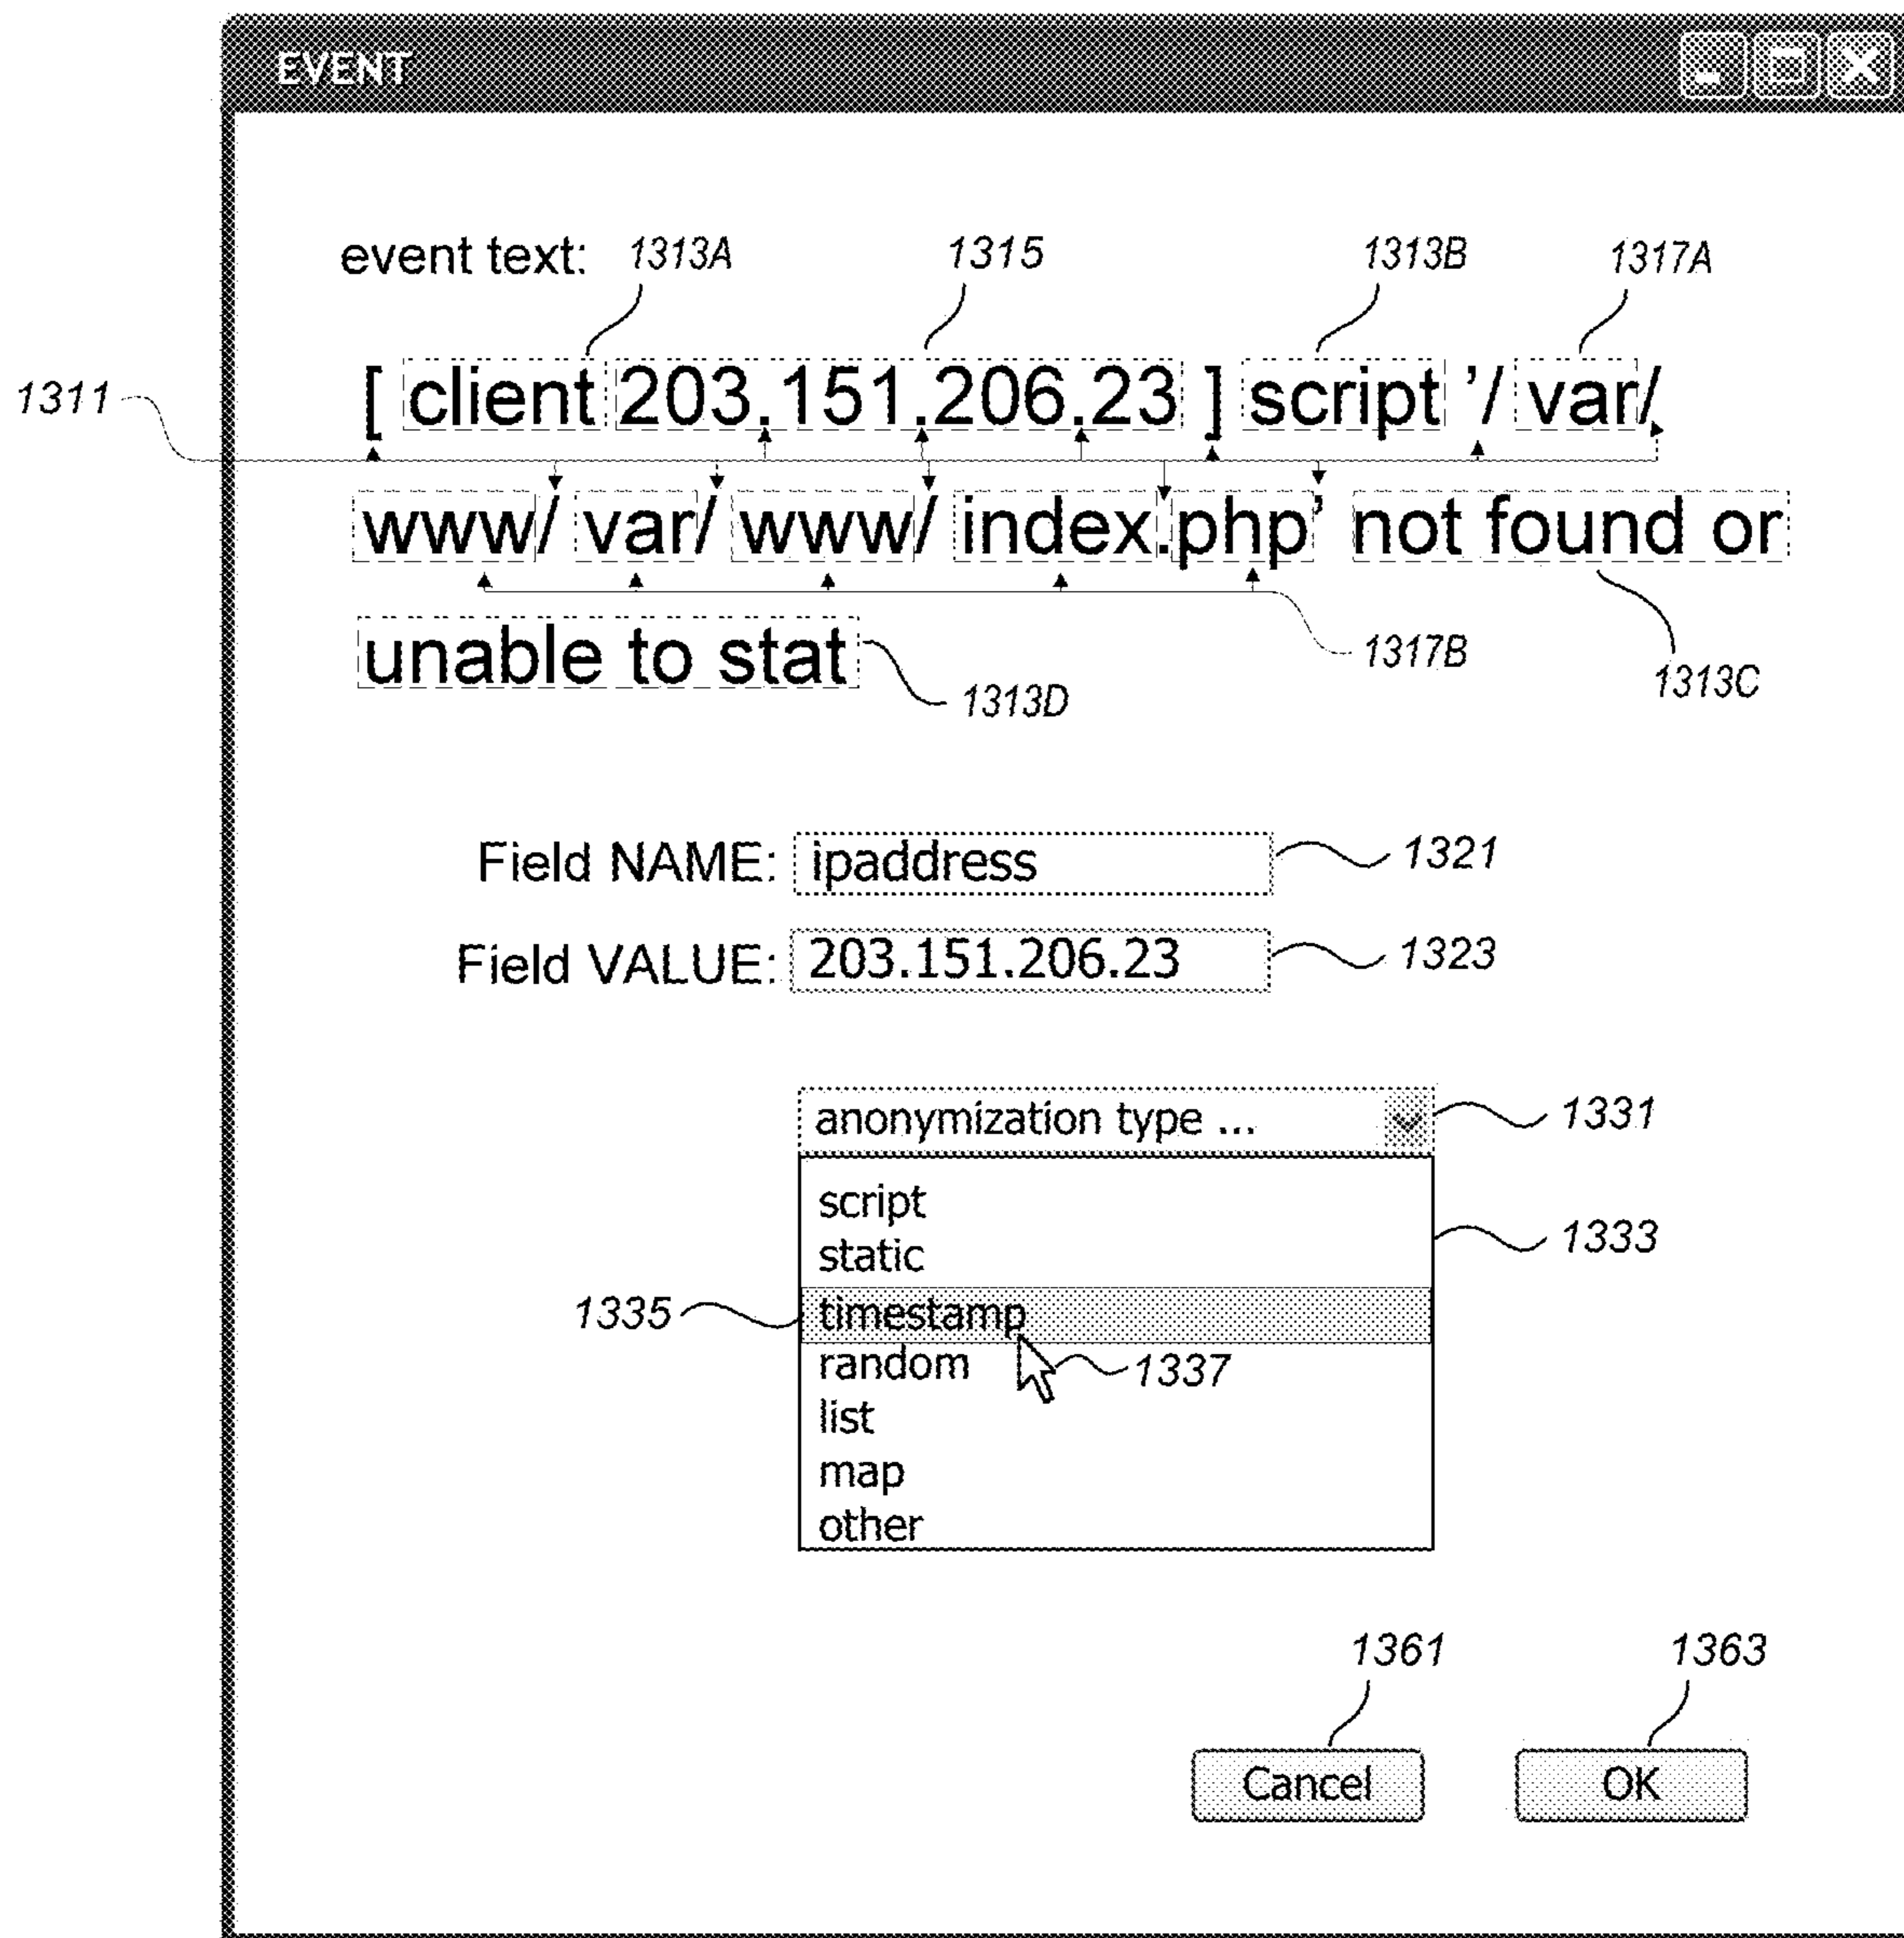 EVENT
event text: 1313A 1315 1313B 1317A
1311 [ client 203.151.206.23 ] script '/ var/
www/ var/ www/ index.php' not found or
unable to stat 1317B 1313C
1313D
Field NAME: ipaddress 1321
Field VALUE: 203.151.206.23 1323
anonymization type ... 1331
script
static 1333
1335 timestamp
random 1337
list
map
other
1361 1363
Cancel OK